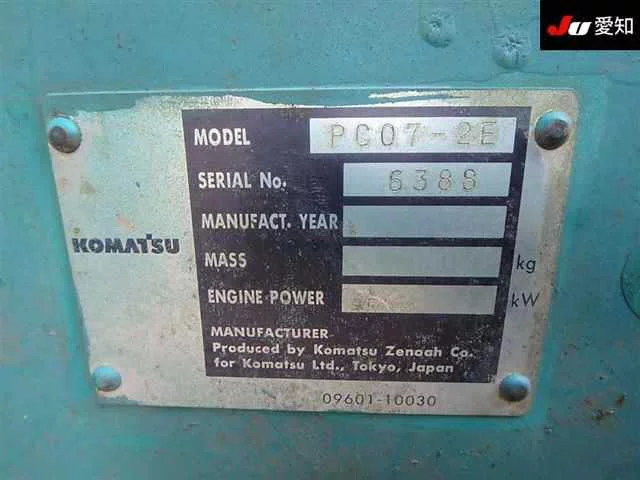 JU 愛知
MODEL PC07-2E
SERIAL No. 6388
MANUFACT. YEAR
KOMATSU
MASS kg
ENGINE POWER kW
MANUFACTURER
Produced by Komatsu Zenoah Co.
for Komatsu Ltd., Tokyo, Japan
09601-10030